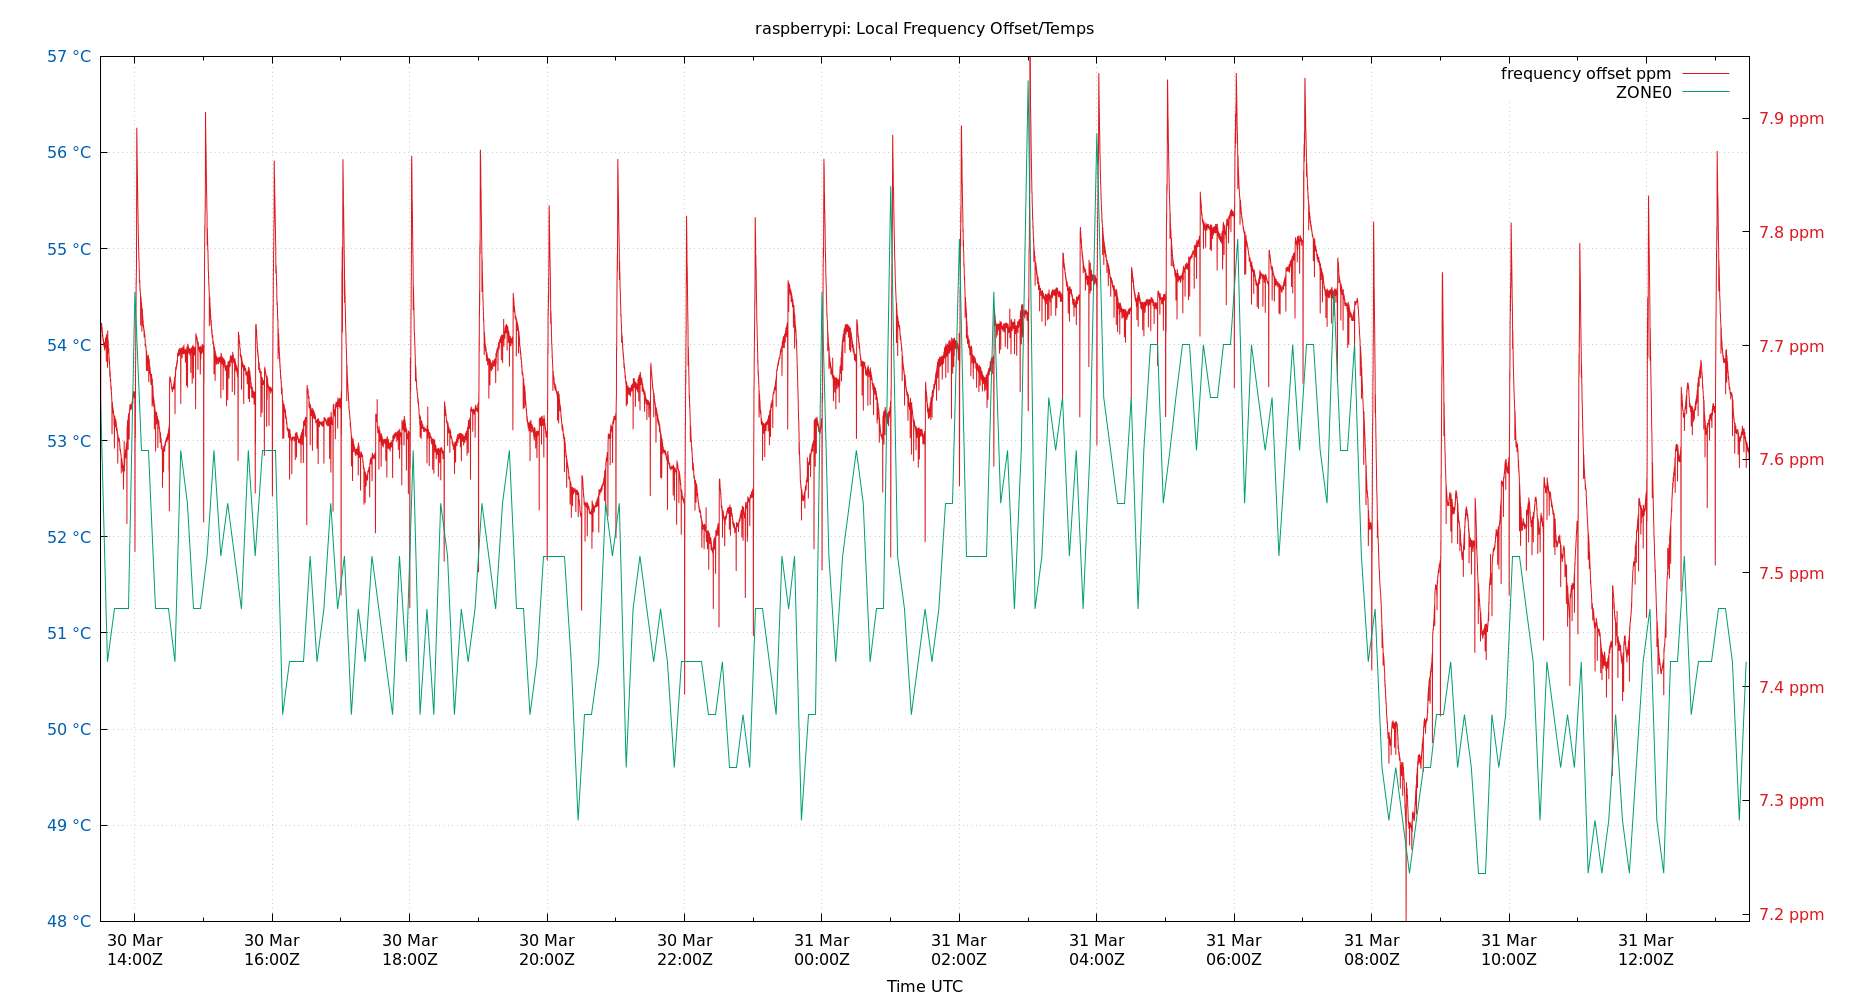 raspberrypi: Local Frequency Offset/Temps
57 °C
56 °C
55 °C
54 °C
53 °C
52 °C
51 °C
50 °C
49 °C
48 °C
frequency offset ppm
ZONE0
7.9 ppm
7.8 ppm
7.7 ppm
7.6 ppm
7.5 ppm
7.4 ppm
7.3 ppm
7.2 ppm
30 Mar
14:00Z
30 Mar
16:00Z
30 Mar
18:00Z
30 Mar
20:00Z
30 Mar
22:00Z
31 Mar
00:00Z
31 Mar
02:00Z
31 Mar
04:00Z
31 Mar
06:00Z
31 Mar
08:00Z
31 Mar
10:00Z
31 Mar
12:00Z
Time UTC